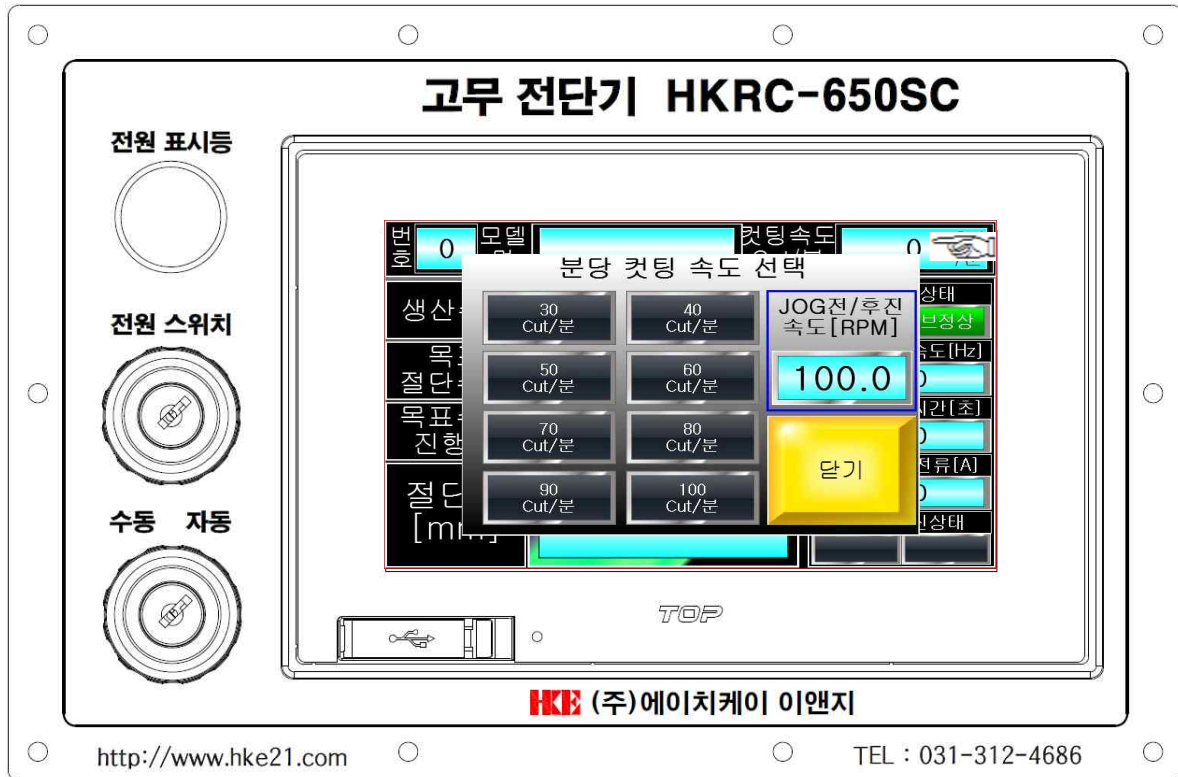 고무 전단기 HKRC-650SC
전원 표시등
전원 스위치
수동 자동
번호
0
모델
컷팅속도
0
분당 컷팅 속도 선택
30
Cut/분
40
Cut/분
JOG전/후진
속도[RPM]
100.0
50
Cut/분
60
Cut/분
70
Cut/분
80
Cut/분
90
Cut/분
100
Cut/분
닫기
생산
절단
목표
진행
[mm]
상태
정상
속도[Hz]
시간[초]
전류[A]
상태
TOP
HKE (주)에이치케이 이앤지
http://www.hke21.com
TEL : 031-312-4686